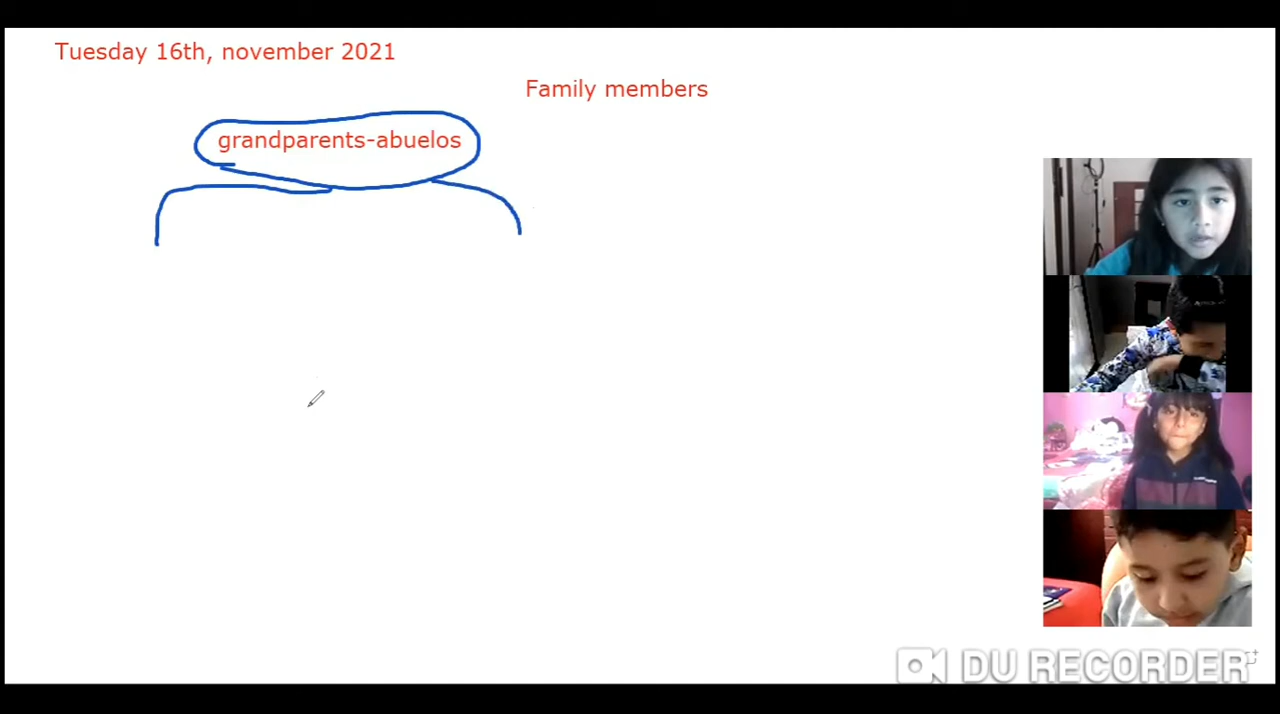 Tuesday 16th, november 2021
Family members
grandparents-abuelos
DU RECORDER